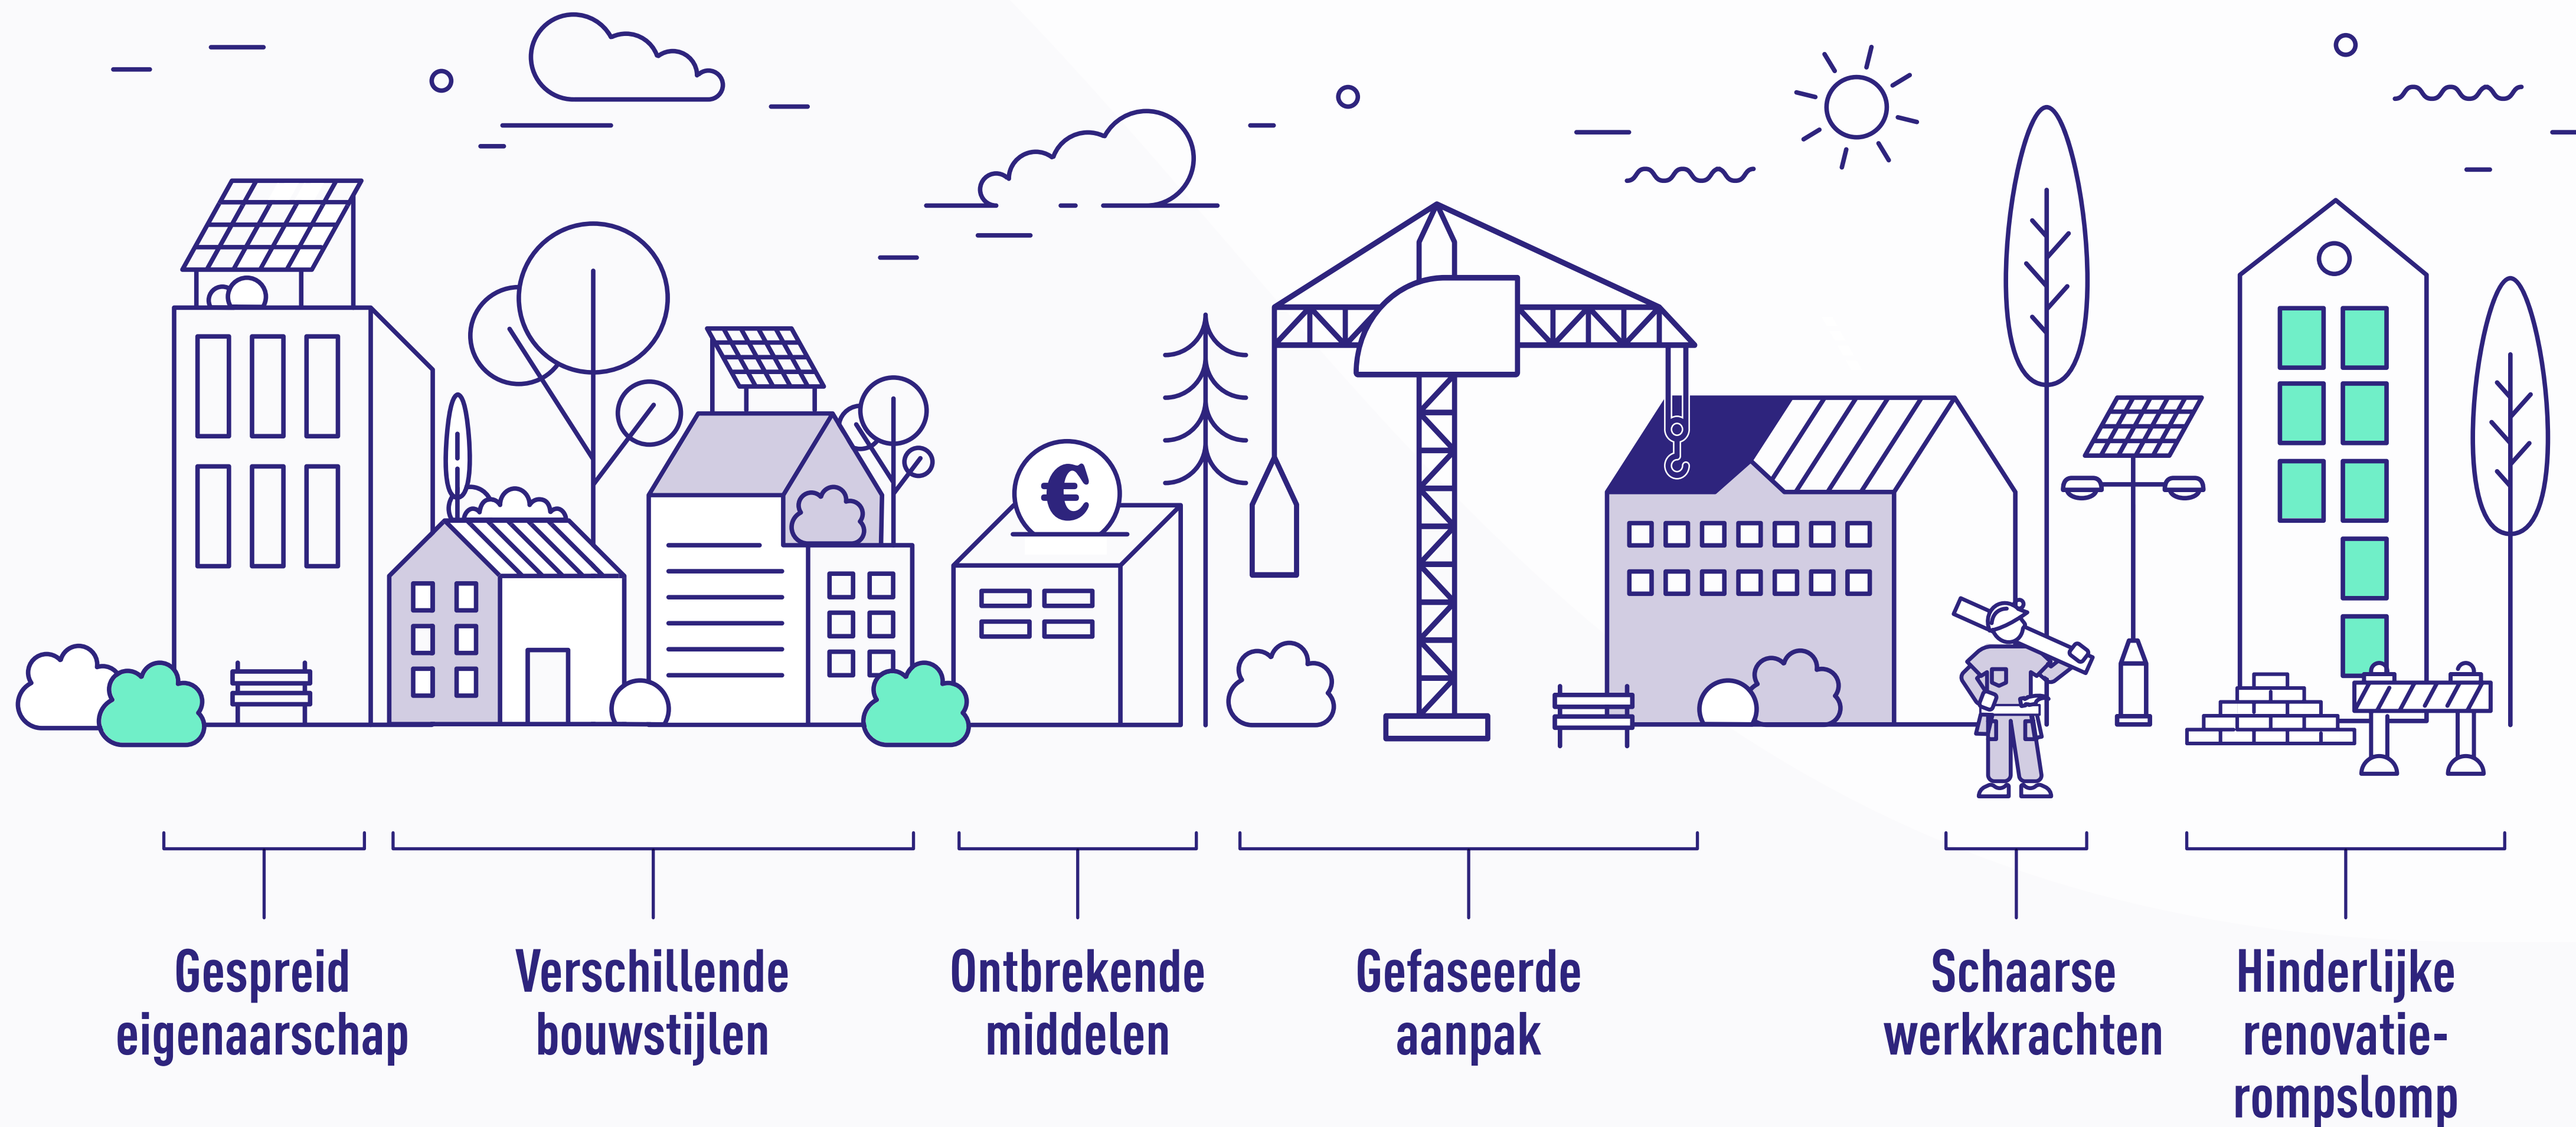 €
Gespreid
eigenaarschap
Verschillende
bouwstijlen
Ontbrekende
middelen
Gefaseerde
aanpak
Schaarse
werkkrachten
Hinderlijke
renovatie-
rompslomp